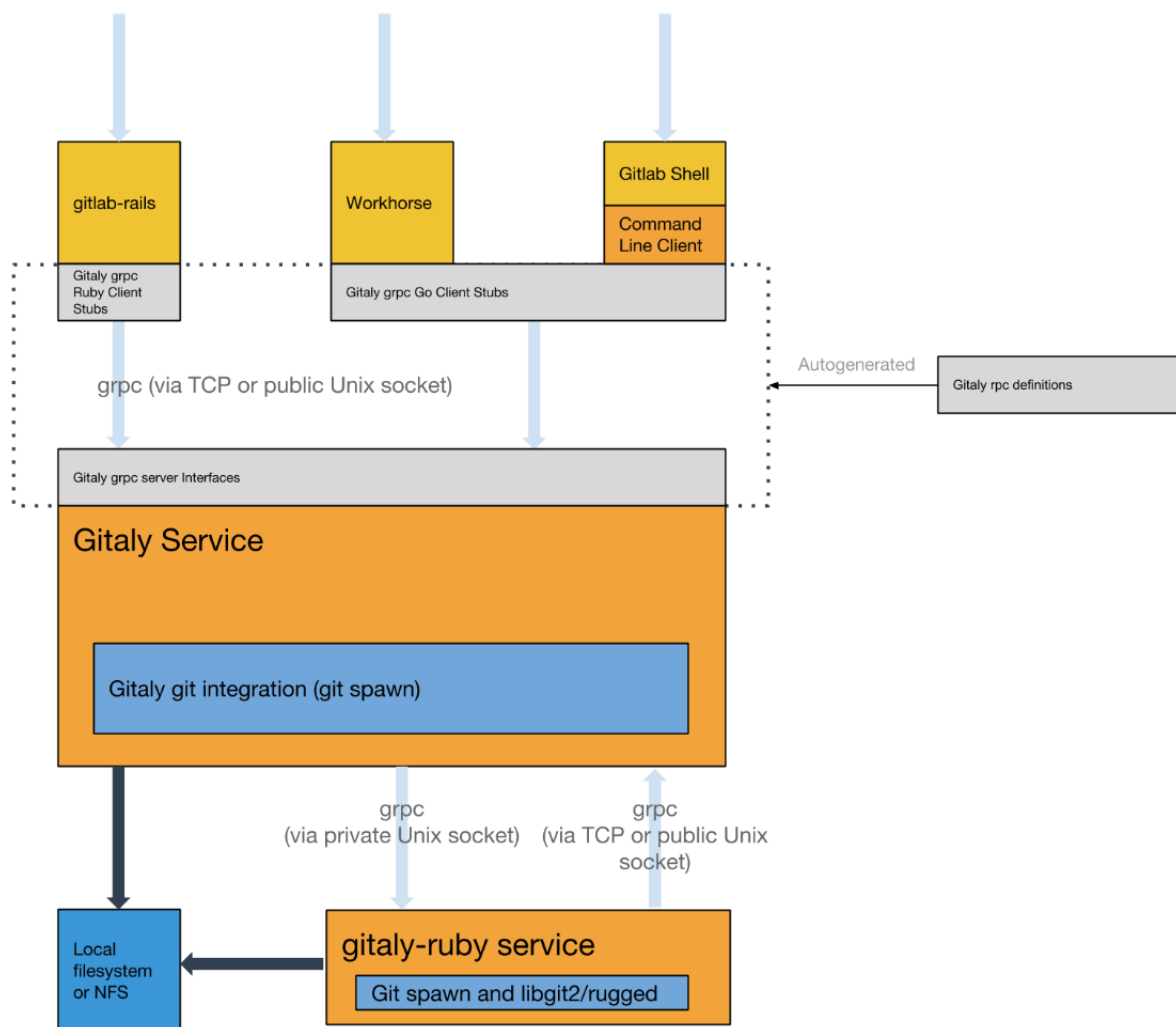 gitlab-rails
Workhorse
Gitlab Shell
Command
Line Client
Gitaly grpc
Ruby Client
Stubs
Gitaly grpc Go Client Stubs
grpc (via TCP or public Unix socket)
Autogenerated
Gitaly rpc definitions
Gitaly grpc server Interfaces
Gitaly Service
Gitaly git integration (git spawn)
grpc
(via private Unix socket)
grpc
(via TCP or public Unix
socket)
Local
filesystem
or NFS
gitaly-ruby service
Git spawn and libgit2/rugged